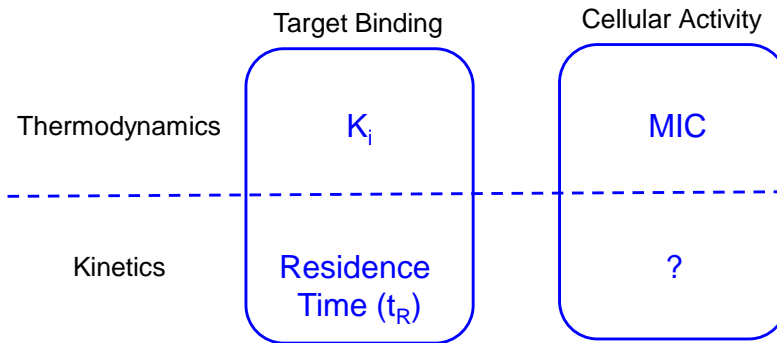 Target Binding
Cellular Activity
Thermodynamics
Ki
MIC
Kinetics
Residence
Time (tR)
?